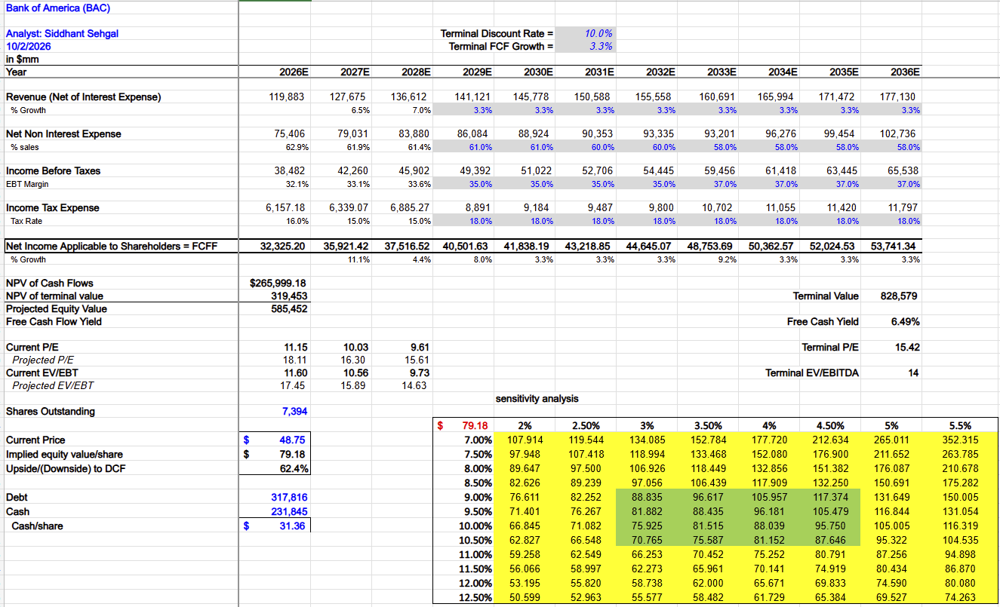 Bank of America (BAC)
Analyst: Siddhant Sehgal Terminal Discount Rate = 10.0%
10/2/2026 Terminal FCF Growth = 3.3%
in $mm
Year 2026E 2027E 2028E 2029E 2030E 2031E 2032E 2033E 2034E 2035E 2036E
Revenue (Net of Interest Expense) 119,883 127,675 136,612 141,121 145,778 150,588 155,558 160,691 165,994 171,472 177,130
% Growth 6.5% 7.0% 3.3% 3.3% 3.3% 3.3% 3.3% 3.3% 3.3% 3.3%
Net Non Interest Expense 75,406 79,031 83,880 86,084 88,924 90,353 93,335 93,201 96,276 99,454 102,736
% sales 62.9% 61.9% 61.4% 61.0% 61.0% 60.0% 60.0% 58.0% 58.0% 58.0% 58.0%
Income Before Taxes 38,482 42,260 45,902 49,392 51,022 52,706 54,445 59,456 61,418 63,445 65,538
EBT Margin 32.1% 33.1% 33.6% 35.0% 35.0% 35.0% 35.0% 37.0% 37.0% 37.0% 37.0%
Income Tax Expense 6,157.18 6,339.07 6,885.27 8,891 9,184 9,487 9,800 10,702 11,055 11,420 11,797
Tax Rate 16.0% 15.0% 15.0% 18.0% 18.0% 18.0% 18.0% 18.0% 18.0% 18.0% 18.0%
Net Income Applicable to Shareholders = FCFF 32,325.20 35,921.42 37,516.52 40,501.63 41,838.19 43,218.85 44,645.07 48,753.69 50,362.57 52,024.53 53,741.34
% Growth 11.1% 4.4% 8.0% 3.3% 3.3% 3.3% 9.2% 3.3% 3.3% 3.3%
NPV of Cash Flows $265,999.18
NPV of terminal value 319,453 Terminal Value 828,579
Projected Equity Value 585,452
Free Cash Flow Yield Free Cash Yield 6.49%
Current P/E 11.15 10.03 9.61 Terminal P/E 15.42
Projected P/E 18.11 16.30 15.61
Current EV/EBT 11.60 10.56 9.73 Terminal EV/EBITDA 14
Projected EV/EBT 17.45 15.89 14.63
sensitivity analysis
Shares Outstanding 7,394
$ 79.18 2% 2.50% 3% 3.50% 4% 4.50% 5% 5.5%
Current Price $ 48.75 7.00% 107.914 119.544 134.085 152.784 177.720 212.634 265.011 352.315
Implied equity value/share $ 79.18 7.50% 97.948 107.418 118.994 133.468 152.080 176.900 211.652 263.785
Upside/(Downside) to DCF 62.4% 8.00% 89.647 97.500 106.926 118.449 132.856 151.382 176.087 210.678
8.50% 82.626 89.239 97.056 106.439 117.909 132.250 150.691 175.282
Debt 317,816 9.00% 76.611 82.252 88.835 96.617 105.957 117.374 131.649 150.005
Cash 231,845 9.50% 71.401 76.267 81.882 88.435 96.181 105.479 116.844 131.054
Cash/share $ 31.36 10.00% 66.845 71.082 75.925 81.515 88.039 95.750 105.005 116.319
10.50% 62.827 66.548 70.765 75.587 81.152 87.646 95.322 104.535
11.00% 59.258 62.549 66.253 70.452 75.252 80.791 87.256 94.898
11.50% 56.066 58.997 62.273 65.961 70.141 74.919 80.434 86.870
12.00% 53.195 55.820 58.738 62.000 65.671 69.833 74.590 80.080
12.50% 50.599 52.963 55.577 58.482 61.729 65.384 69.527 74.263